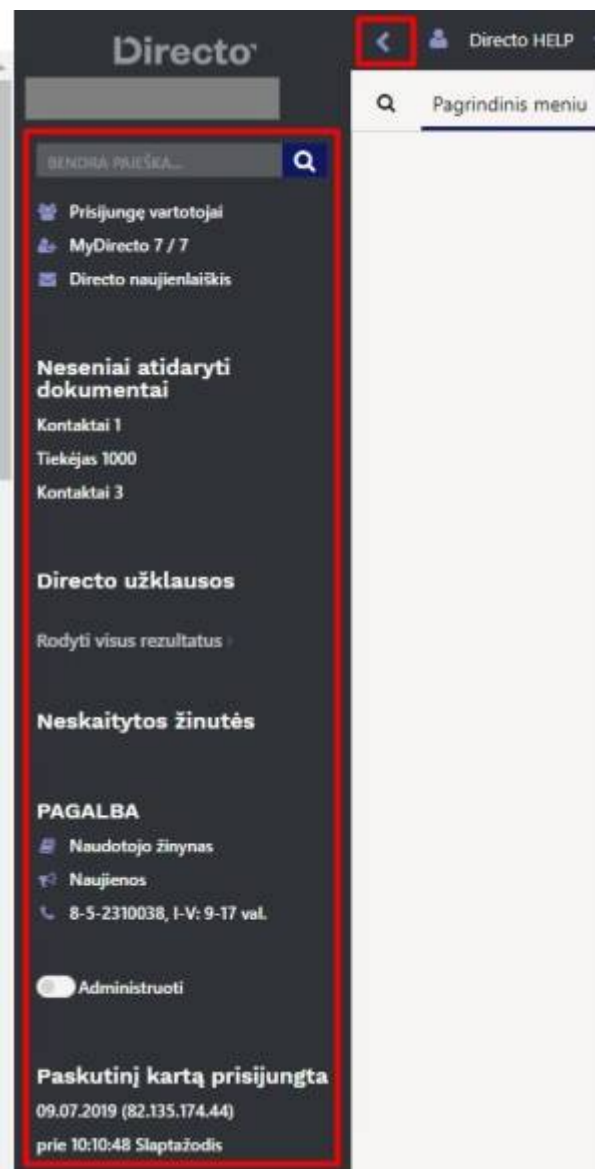 Directo
Directo HELP
Pagrindinis meniu
BENDRA PAIEŠKA...
Prisijungę vartotojai
MyDirecto 7 / 7
Directo naujienlaiškis
Neseniai atidaryti
dokumentai
Kontaktai 1
Tiekėjas 1000
Kontaktai 3
Directo užklausos
Rodyti visus rezultatus ›
Neskaitytos žinutės
PAGALBA
Naudotojo žinynas
Naujienos
8-5-2310038, I-V: 9-17 val.
Administruoti
Paskutinį kartą prisijungta
09.07.2019 (82.135.174.44)
prie 10:10:48 Slaptažodis